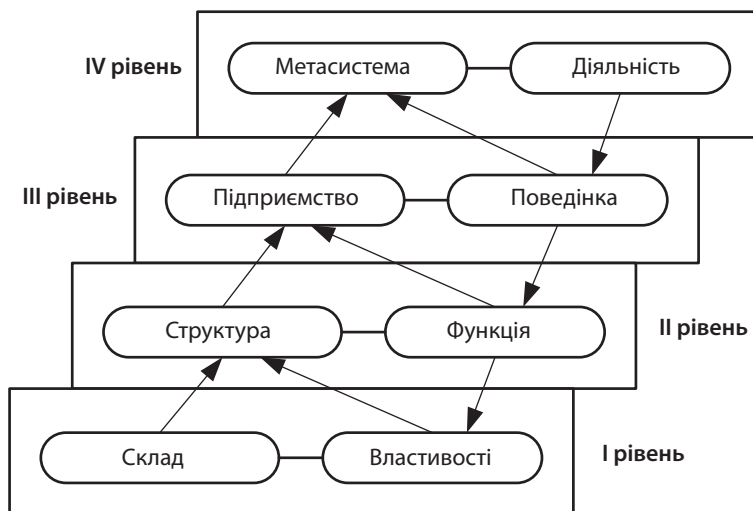 IV рівень
Метасистема
Діяльність
III рівень
Підприємство
Поведінка
Структура
Функція
II рівень
Склад
Властивості
I рівень